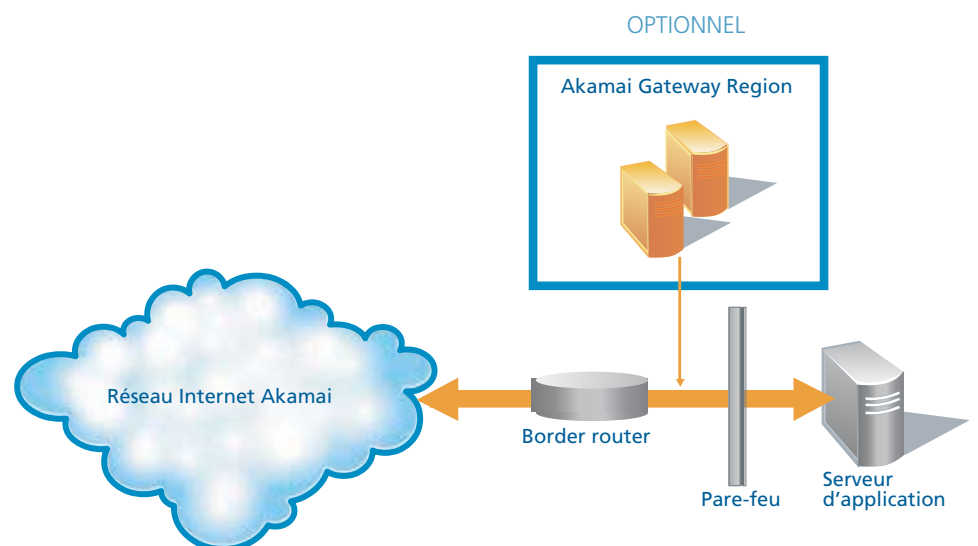 OPTIONNEL
Akamai Gateway Region
Réseau Internet Akamai
Border router
Pare-feu
Serveur
d'application